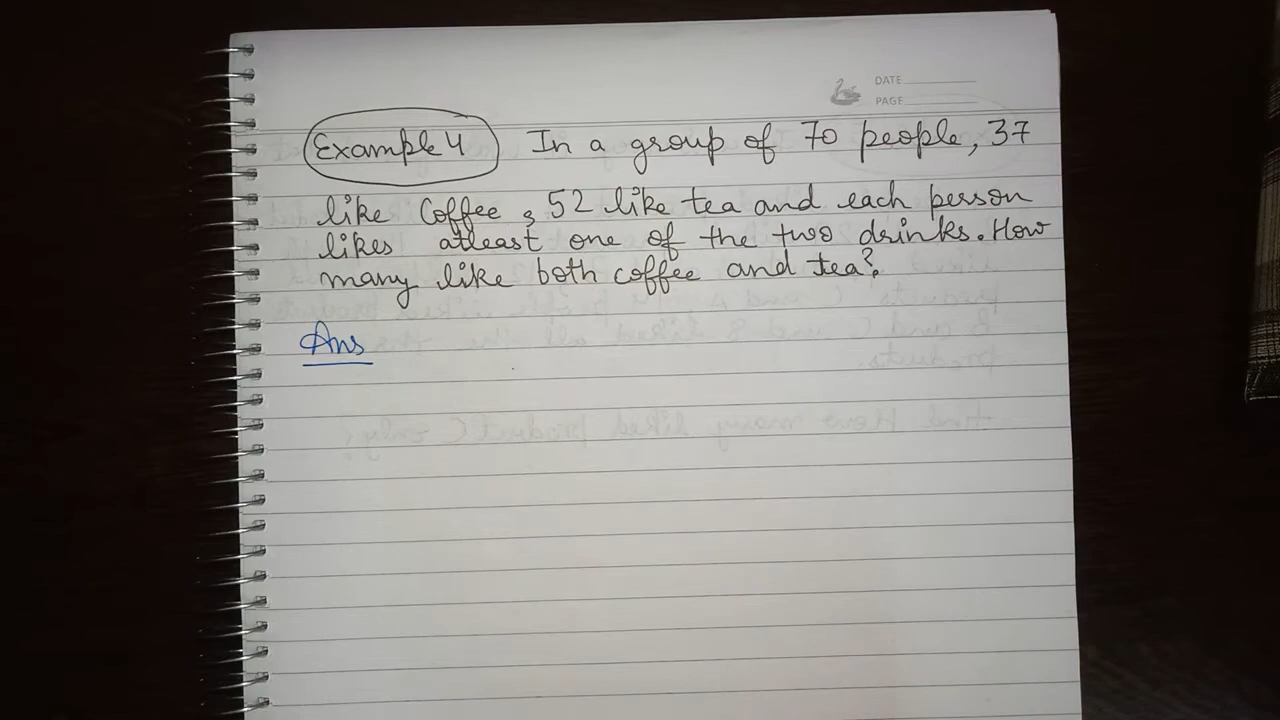 DATE
PAGE
Example 4 In a group of 70 people, 37
like Coffee, 52 like tea and each person
likes atleast one of the two drinks. How
many like both coffee and tea?
Ans